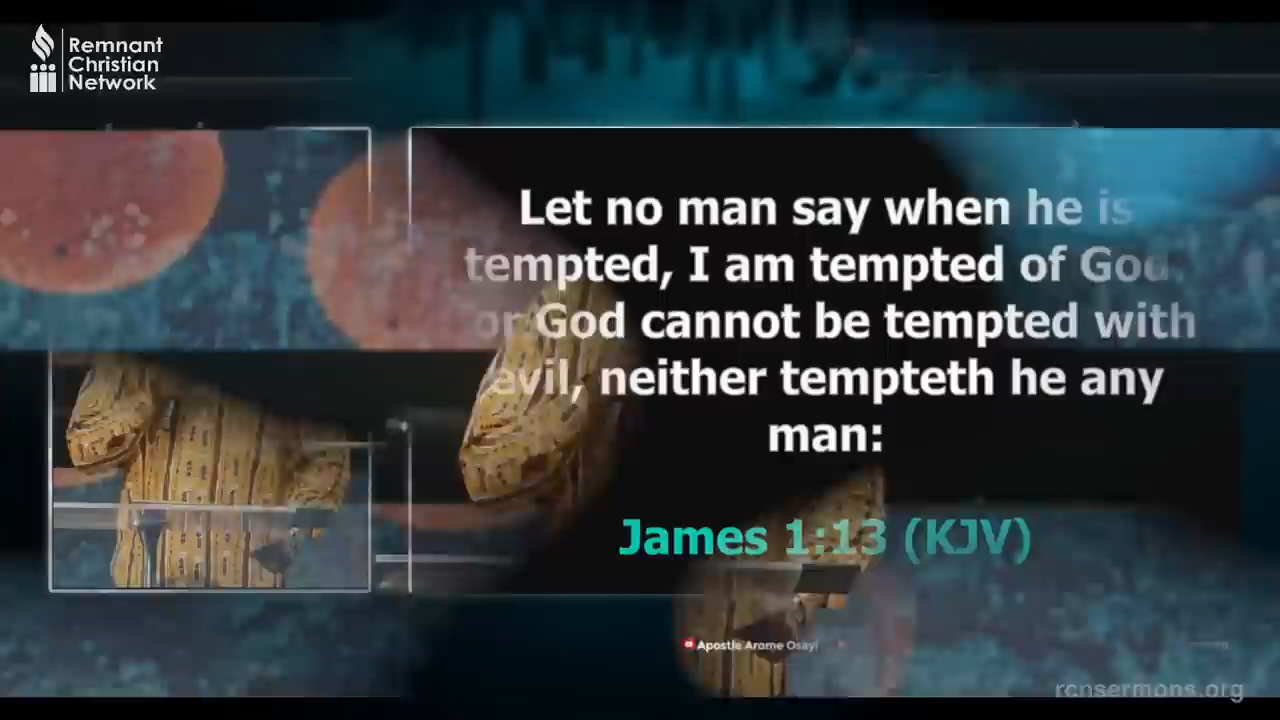 Remnant
Christian
Network
Let no man say when he is
tempted, I am tempted of God
God cannot be tempted with
evil, neither tempteth he any
man:
James 1:13 (KJV)
Apostle Arome Osayi
rcnsermons.org